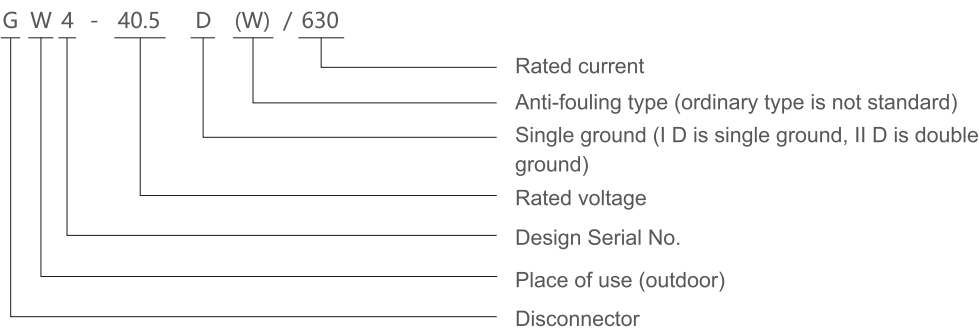 G W 4 - 40.5 D (W) / 630
Rated current
Anti-fouling type (ordinary type is not standard)
Single ground (I D is single ground, II D is double
ground)
Rated voltage
Design Serial No.
Place of use (outdoor)
Disconnector